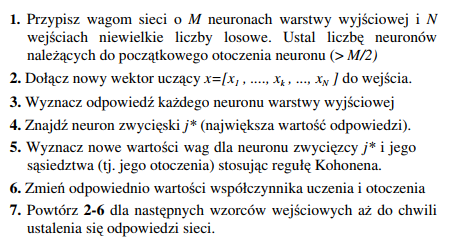 1. Przypisz wagom sieci o M neuronach warstwy wyjściowej i N
wejściach niewielkie liczby losowe. Ustal liczbę neuronów
należących do początkowego otoczenia neuronu (> M/2)
2. Dołącz nowy wektor uczący x=[x1 , ...., xk , ..., xN ] do wejścia.
3. Wyznacz odpowiedź każdego neuronu warstwy wyjściowej
4. Znajdź neuron zwycięski j* (największa wartość odpowiedzi).
5. Wyznacz nowe wartości wag dla neuronu zwycięzcy j* i jego
sąsiedztwa (tj. jego otoczenia) stosując regułę Kohonena.
6. Zmień odpowiednio wartości współczynnika uczenia i otoczenia
7. Powtórz 2-6 dla następnych wzorców wejściowych aż do chwili
ustalenia się odpowiedzi sieci.